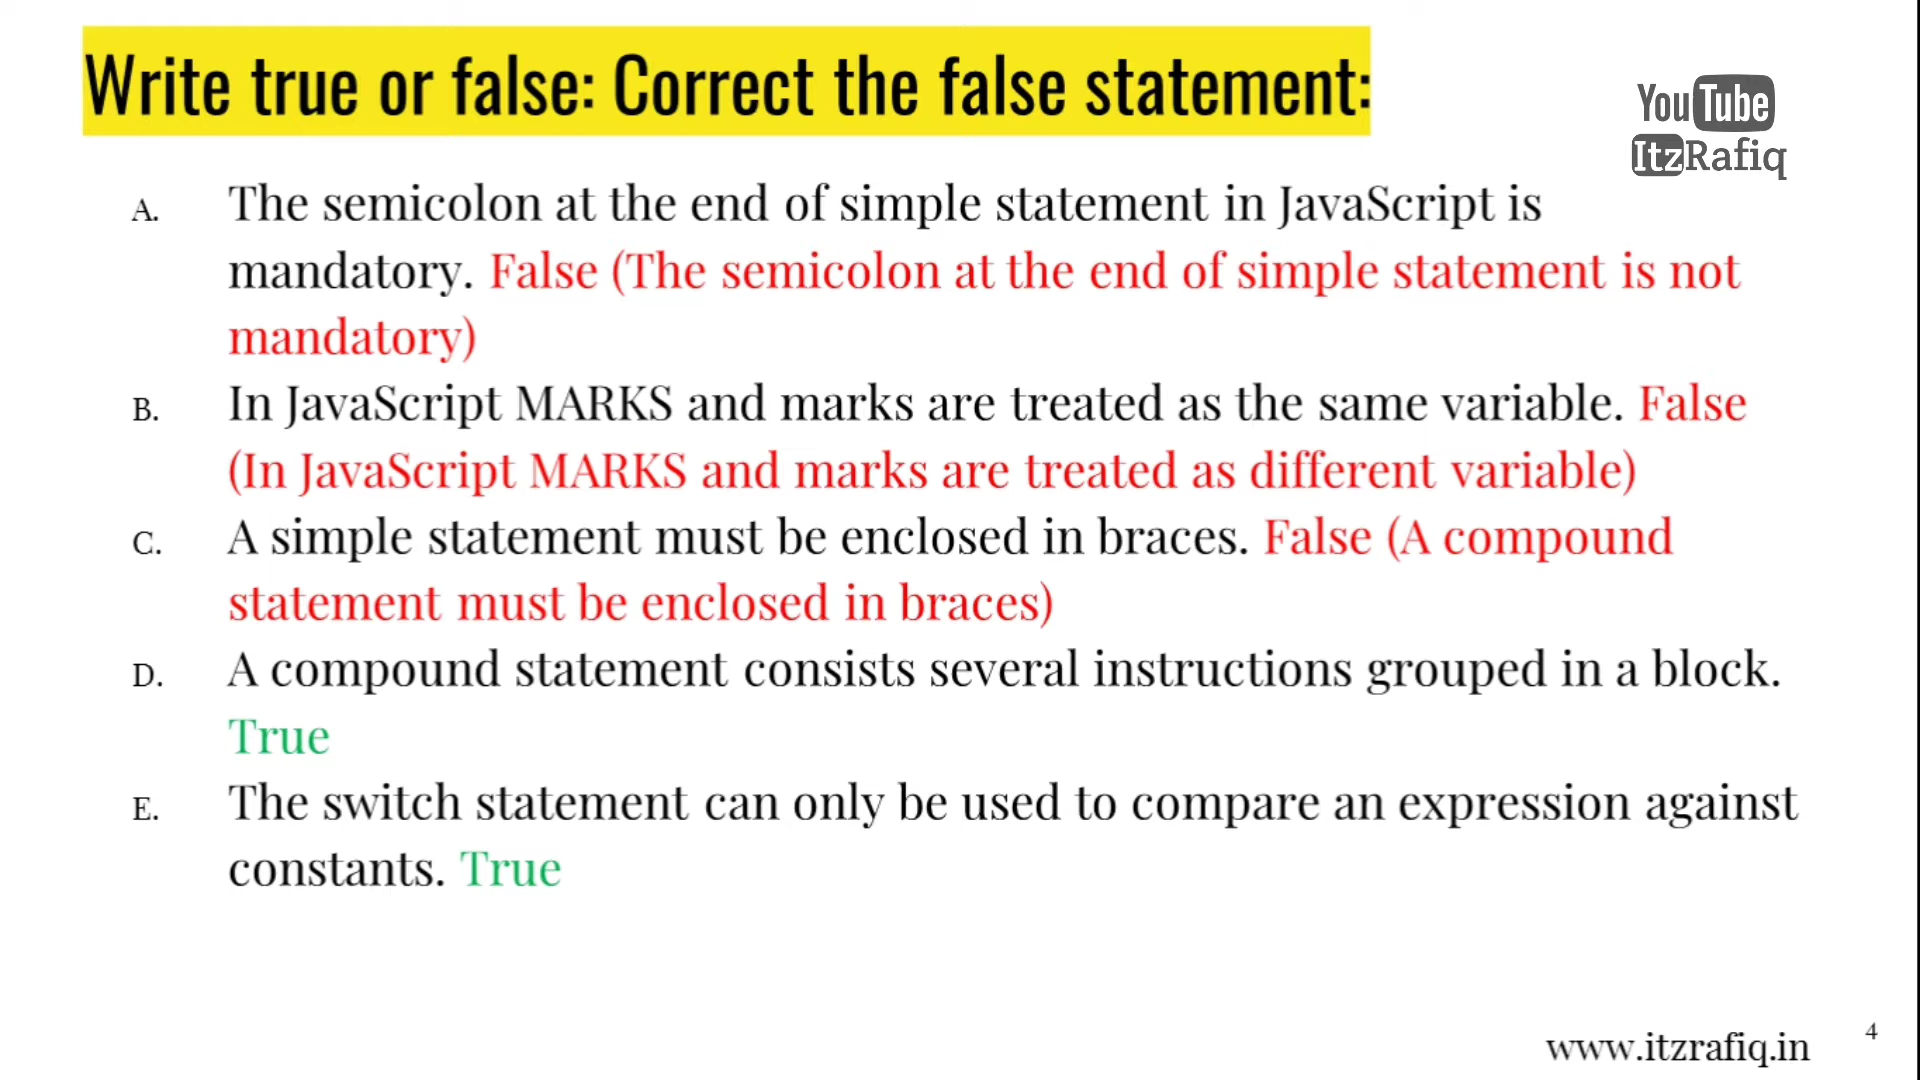 Write true or false: Correct the false statement:
YouTube
ItzRafiq
A. The semicolon at the end of simple statement in JavaScript is
mandatory. False (The semicolon at the end of simple statement is not
mandatory)
B. In JavaScript MARKS and marks are treated as the same variable. False
(In JavaScript MARKS and marks are treated as different variable)
C. A simple statement must be enclosed in braces. False (A compound
statement must be enclosed in braces)
D. A compound statement consists several instructions grouped in a block.
True
E. The switch statement can only be used to compare an expression against
constants. True
www.itzrafiq.in
4